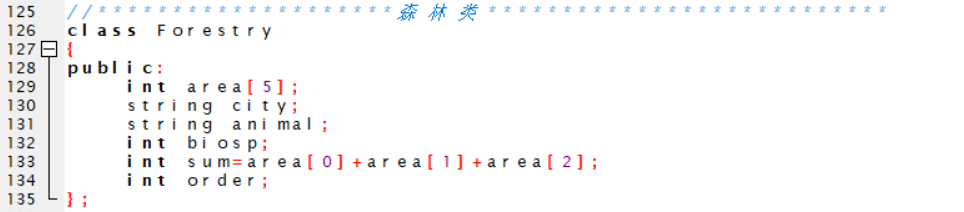 125 //********************森林类***************************
126 class Forestry
127 {
128 public:
129 int area[5];
130 string city;
131 string animal;
132 int biosp;
133 int sum=area[0]+area[1]+area[2];
134 int order;
135 };